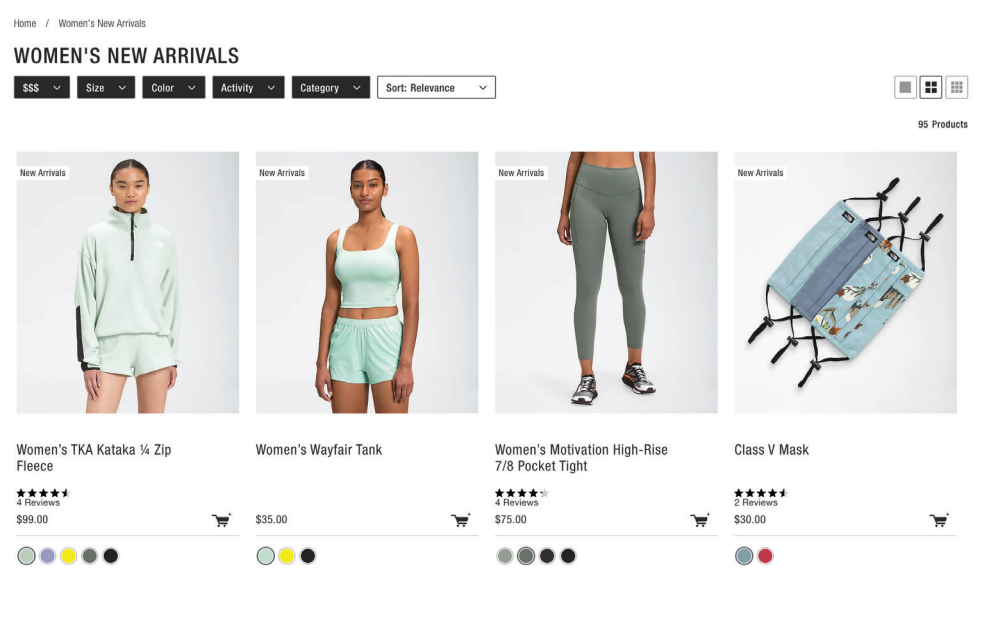 Home / Women's New Arrivals
WOMEN'S NEW ARRIVALS
$$$
Size
Color
Activity
Category
Sort: Relevance
95 Products
New Arrivals
New Arrivals
New Arrivals
New Arrivals
Women's TKA Kataka ¼ Zip
Fleece
4 Reviews
$99.00
Women's Wayfair Tank
$35.00
Women's Motivation High-Rise
7/8 Pocket Tight
4 Reviews
$75.00
Class V Mask
2 Reviews
$30.00